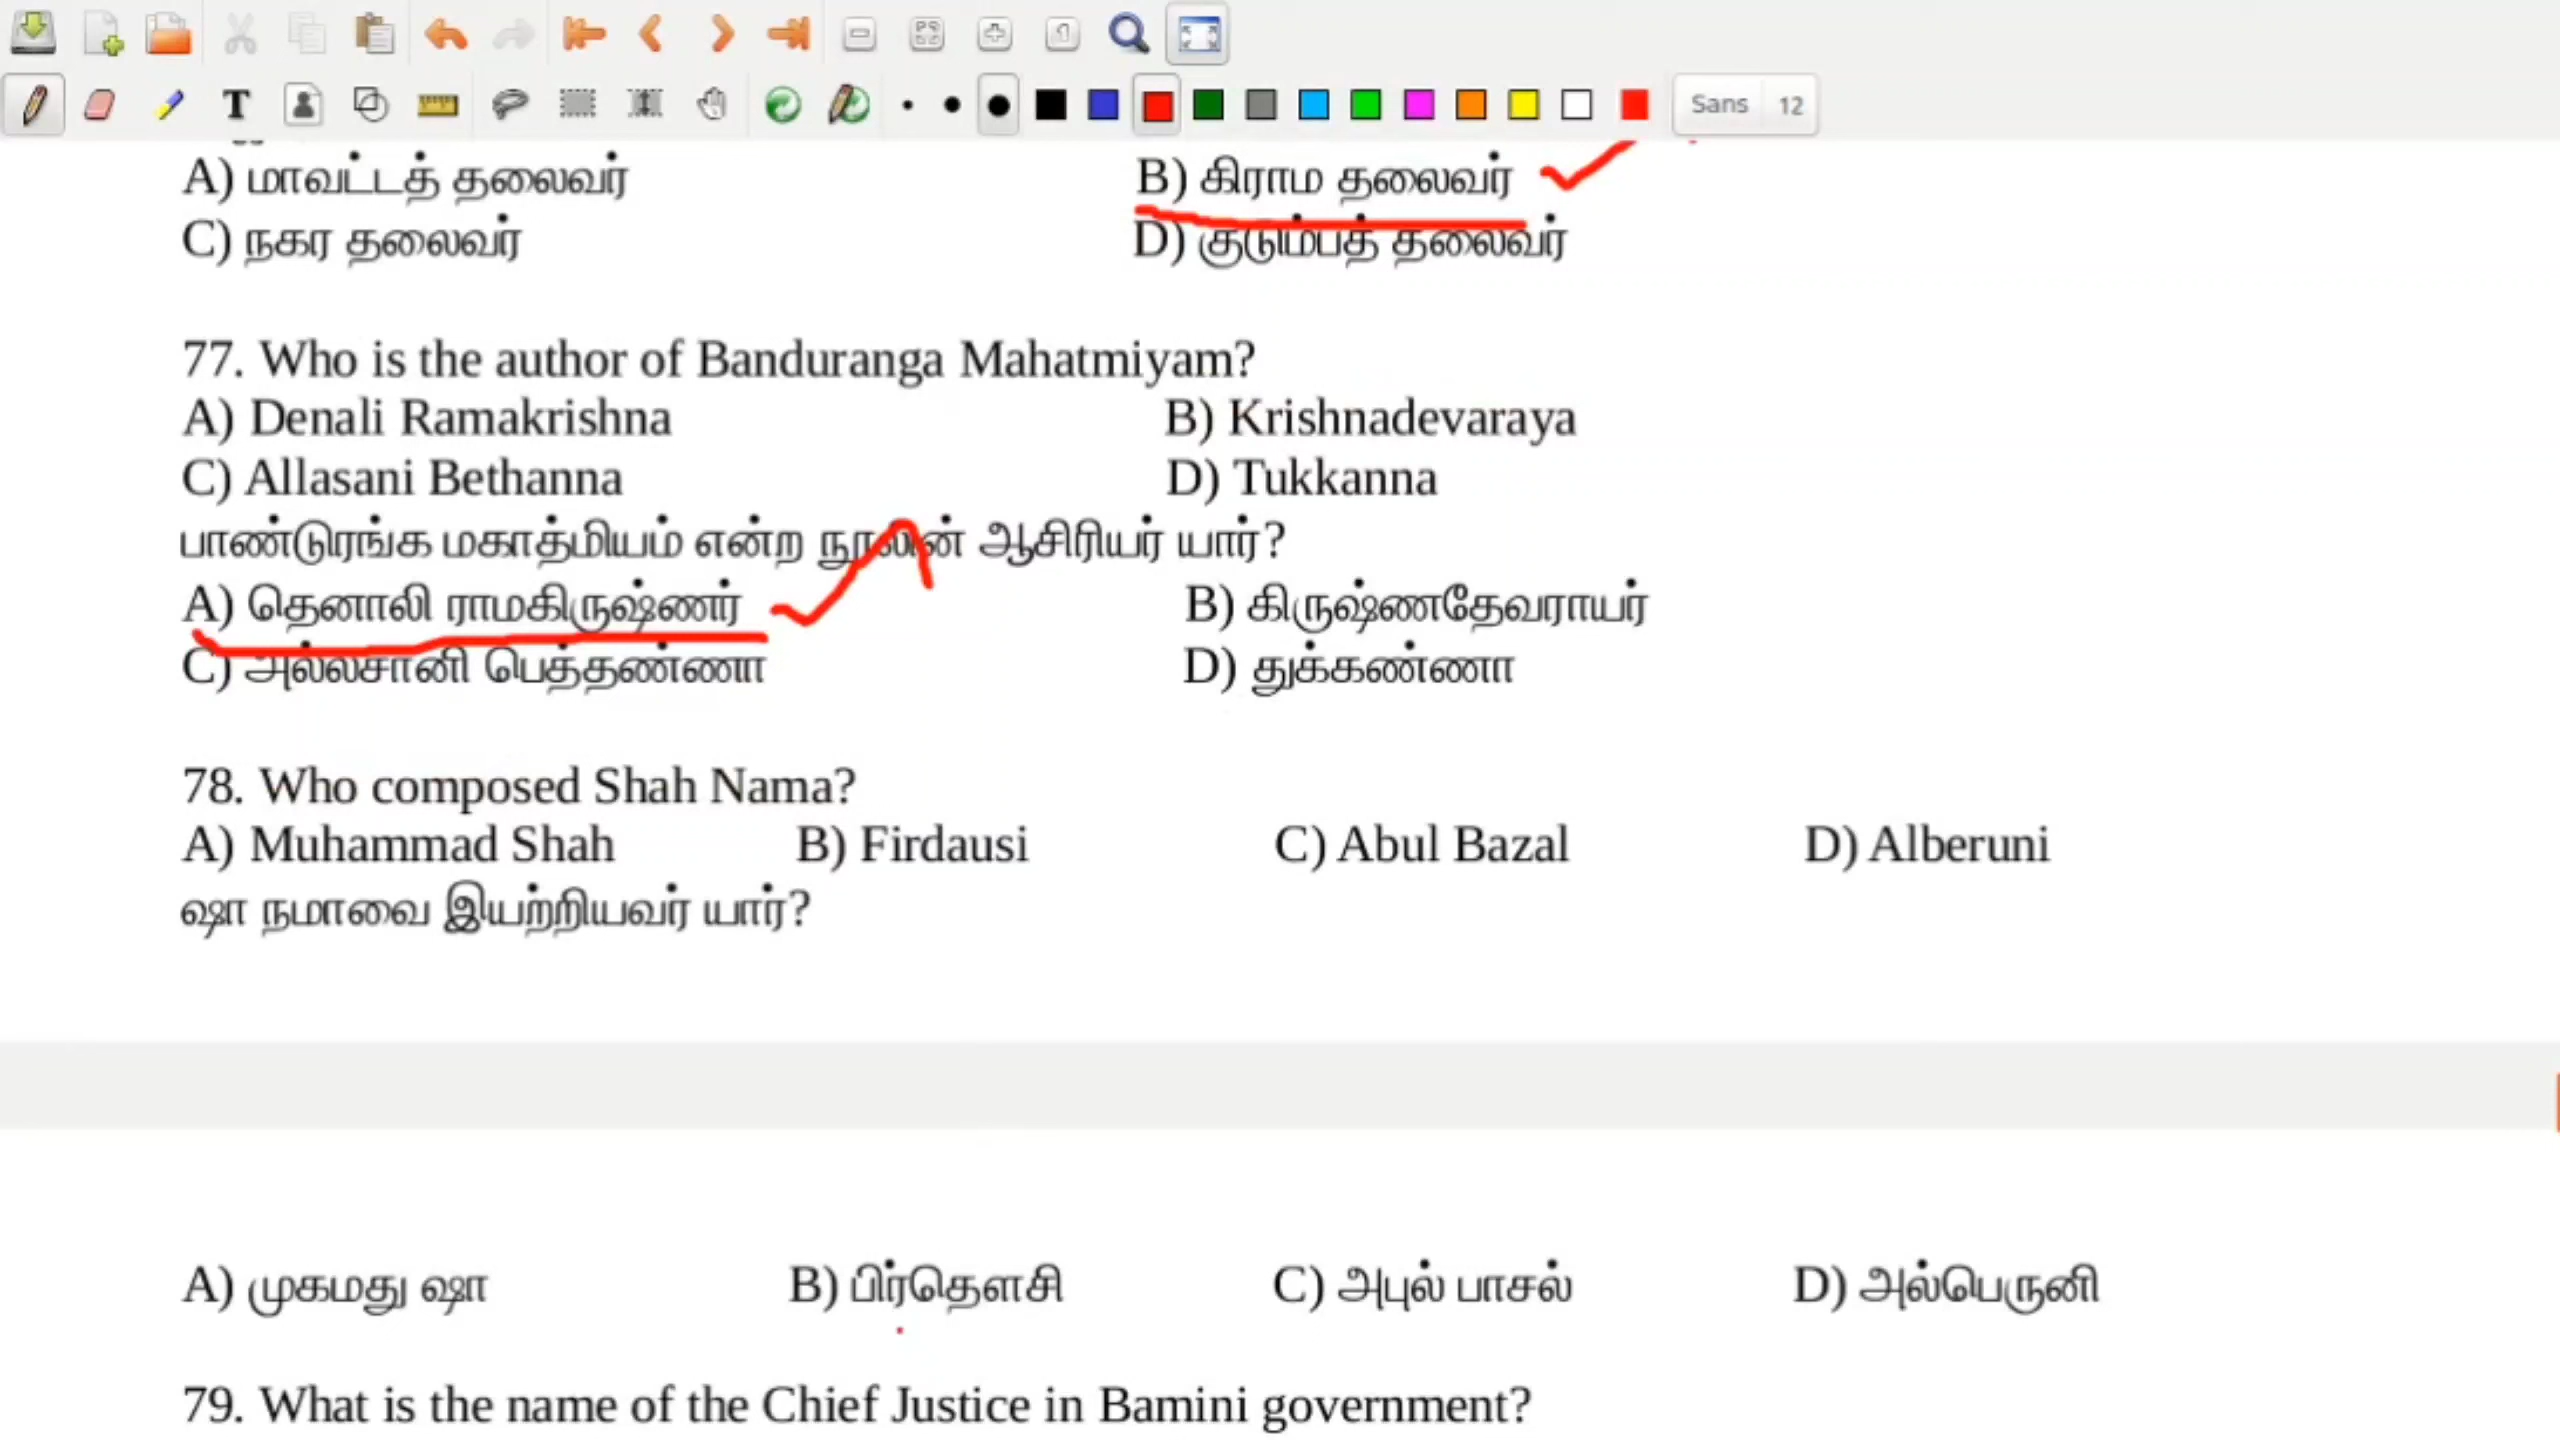 Sans 12
A) மாவட்டத் தலைவர் B) கிராம தலைவர்
C) நகர தலைவர் D) குடும்பத் தலைவர்
77. Who is the author of Banduranga Mahatmiyam?
A) Denali Ramakrishna B) Krishnadevaraya
C) Allasani Bethanna D) Tukkanna
பாண்டுரங்க மகாத்மியம் என்ற நூலின் ஆசிரியர் யார்?
A) தெனாலி ராமகிருஷ்ணர் B) கிருஷ்ணதேவராயர்
C) அல்லசானி பெத்தண்ணா D) துக்கண்ணா
78. Who composed Shah Nama?
A) Muhammad Shah B) Firdausi C) Abul Bazal D) Alberuni
ஷா நமாவை இயற்றியவர் யார்?
A) முகமது ஷா B) பிர்தௌசி C) அபுல் பாசல் D) அல்பெருனி
79. What is the name of the Chief Justice in Bamini government?